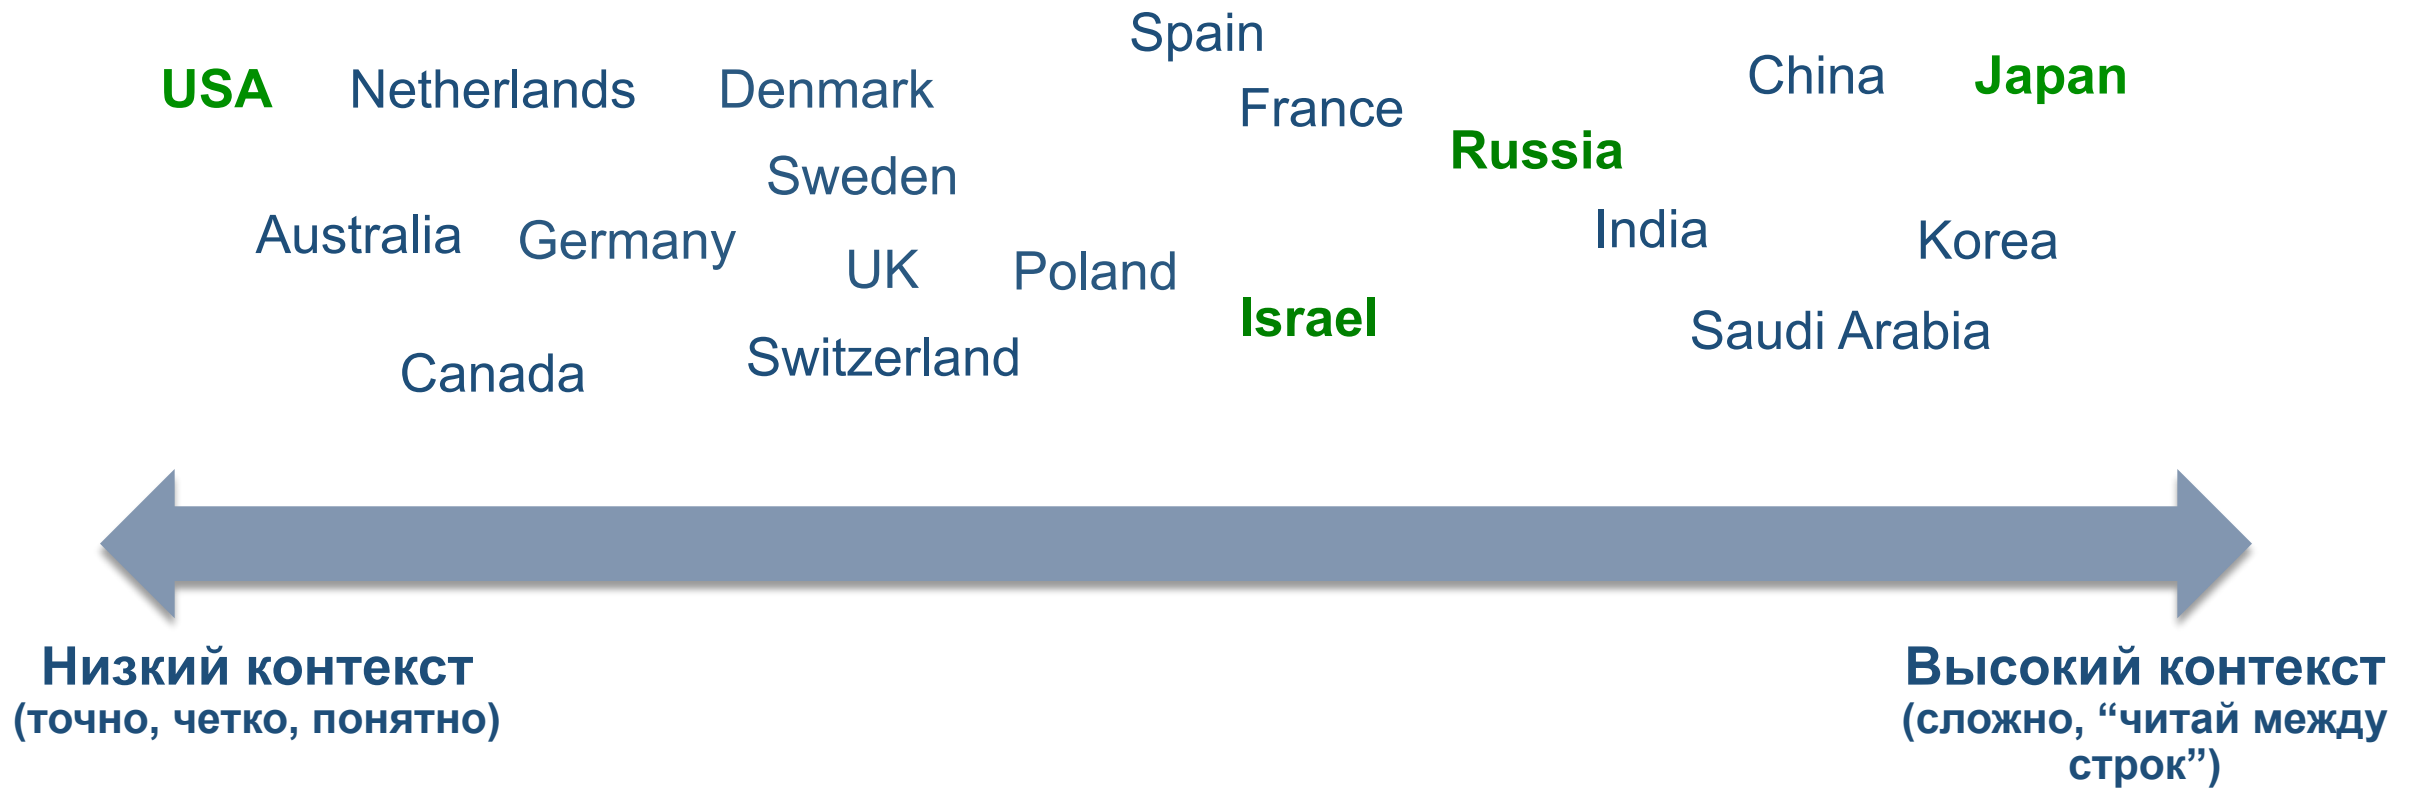 Spain
USA Netherlands Denmark China Japan
France
Russia
Sweden
Australia Germany India Korea
UK Poland
Israel
Saudi Arabia
Canada Switzerland
Низкий контекст
(точно, четко, понятно)
Высокий контекст
(сложно, “читай между
строк”)